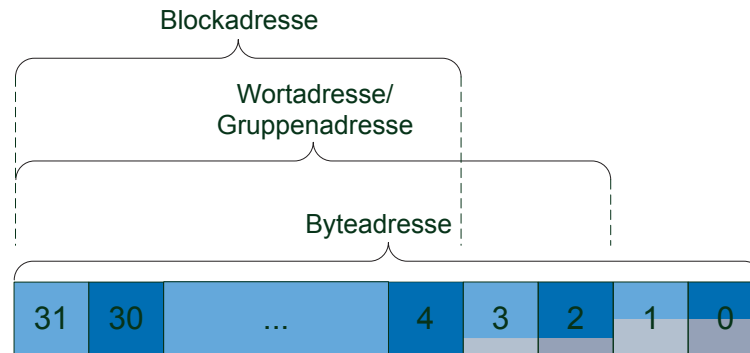 Blockadresse
Wortadresse/
Gruppenadresse
Byteadresse
31 30 ... 4 3 2 1 0